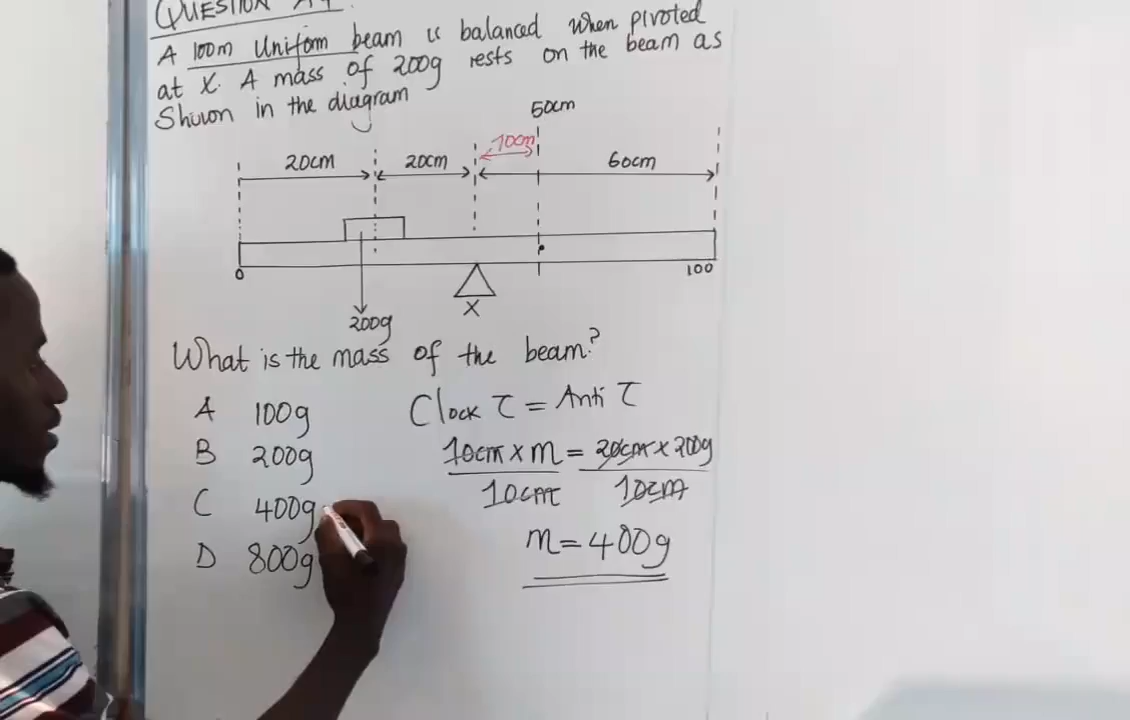 QUESTION
A 100m Uniform beam is balanced When pivoted
at X. A mass of 200g rests on the beam as
Shown in the diagram
50cm
10cm
20cm 20cm 60cm
0 100
X
200g
What is the mass of the beam?
A 100g
B 200g
C 400g
D 800g
Clock τ = Anti τ
10cm x m = 20cm x 200g
10cm 10cm
m = 400g